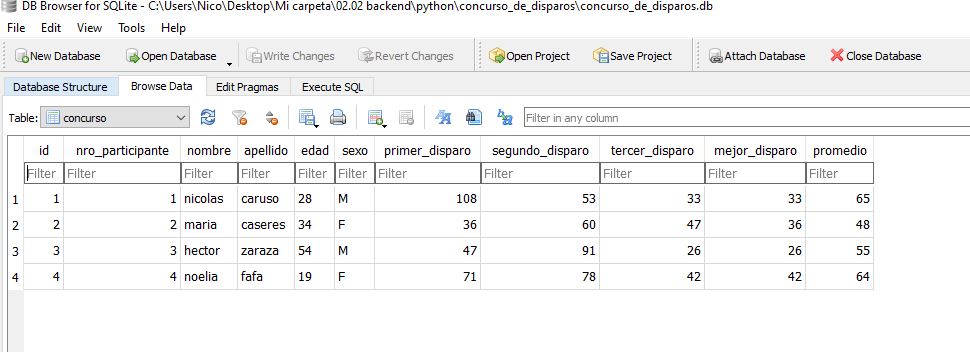 DB Browser for SQLite - C:\Users\Nico\Desktop\Mi carpeta\02.02 backend\python\concurso_de_disparos\concurso_de_disparos.db
File Edit View Tools Help
New Database Open Database Write Changes Revert Changes Open Project Save Project Attach Database Close Database
Database Structure Browse Data Edit Pragmas Execute SQL
Table: concurso Filter in any column
id nro_participante nombre apellido edad sexo primer_disparo segundo_disparo tercer_disparo mejor_disparo promedio
Filter Filter Filter Filter Filter Filter Filter Filter Filter Filter Filter
1 1 1 nicolas caruso 28 M 108 53 33 33 65
2 2 2 maria caseres 34 F 36 60 47 36 48
3 3 3 hector zaraza 54 M 47 91 26 26 55
4 4 4 noelia fafa 19 F 71 78 42 42 64